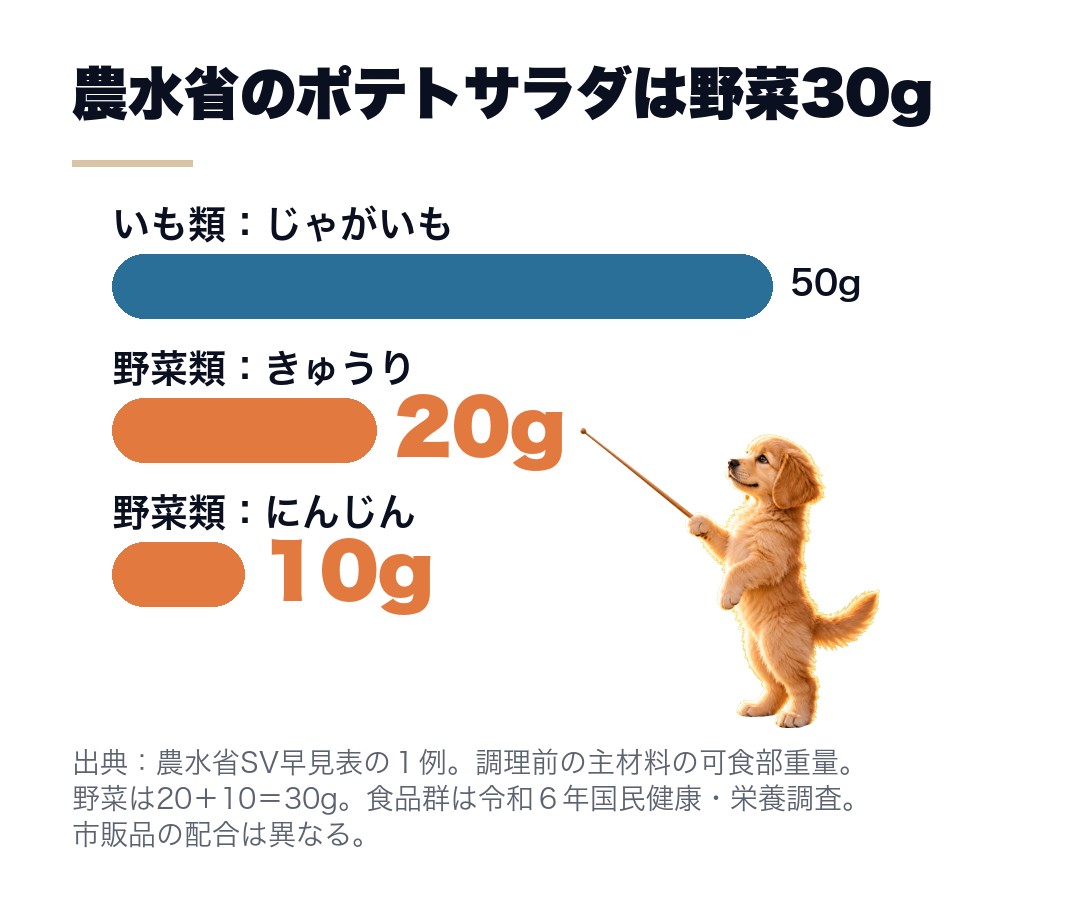 農水省のポテトサラダは野菜30g
いも類：じゃがいも
50g
野菜類：きゅうり
20g
野菜類：にんじん
10g
出典：農水省SV早見表の１例。調理前の主材料の可食部重量。
野菜は20＋10＝30g。食品群は令和６年国民健康・栄養調査。
市販品の配合は異なる。